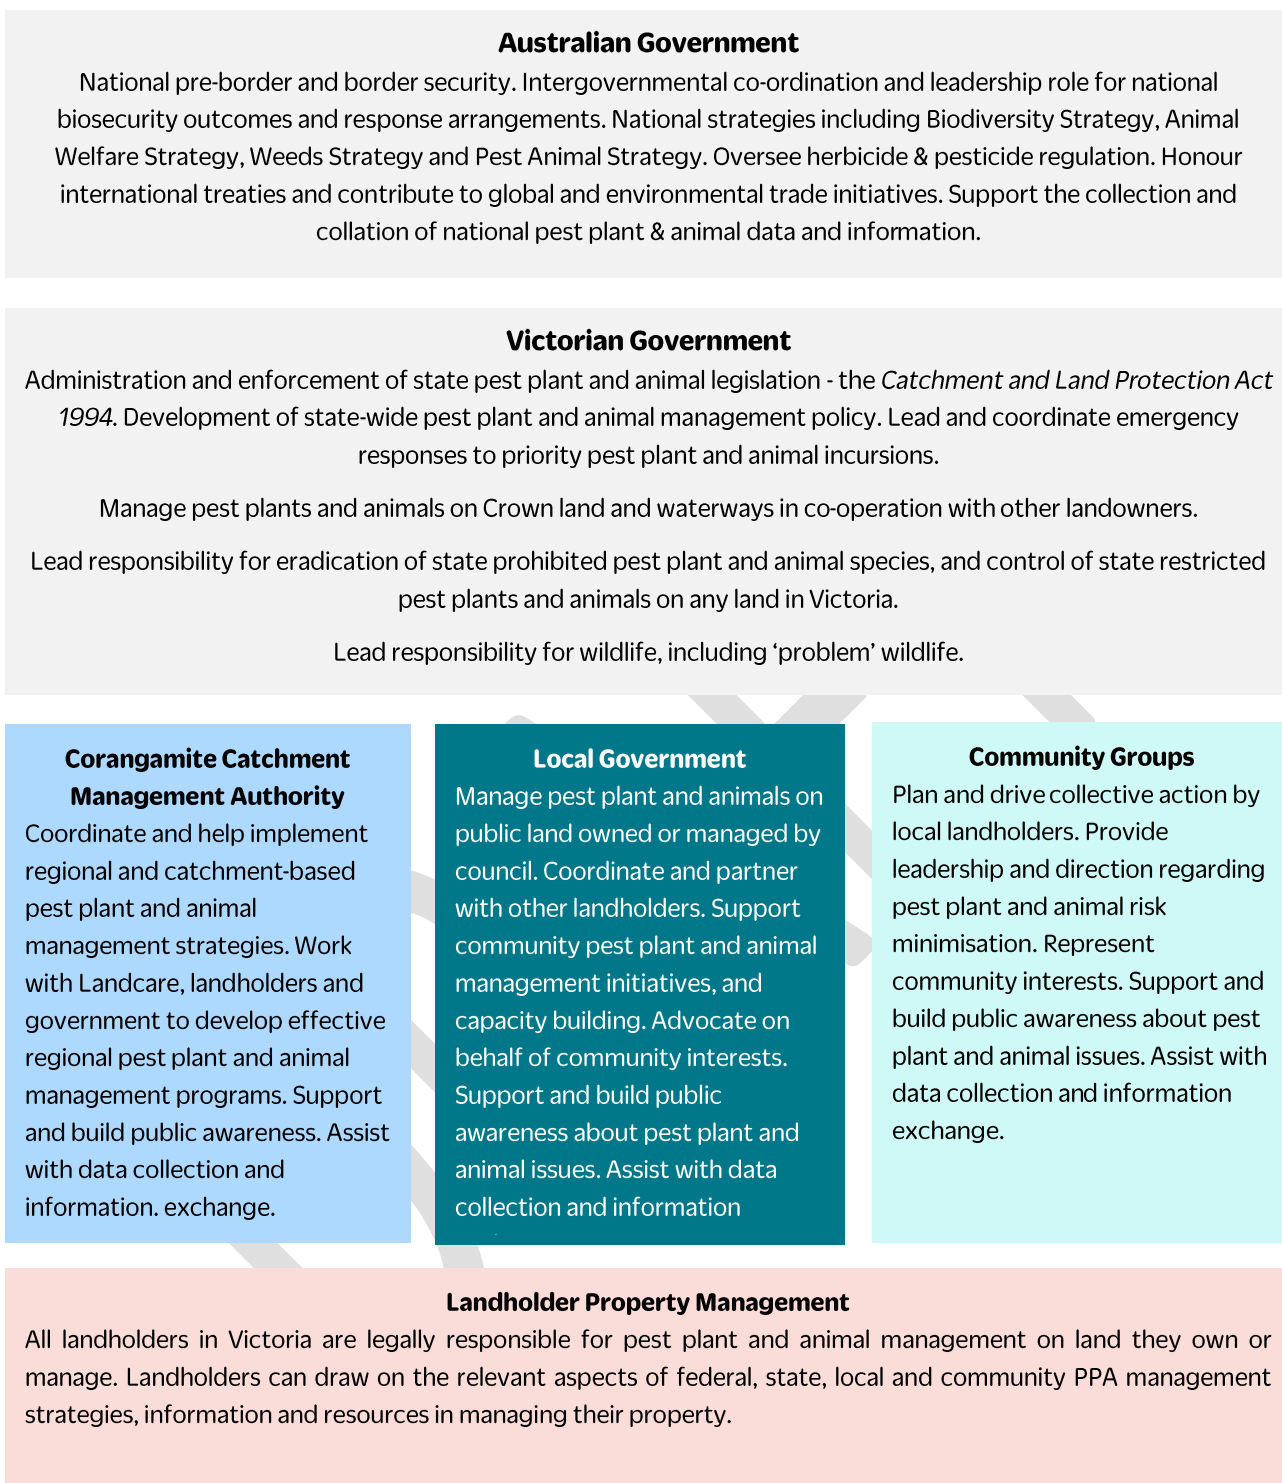 Australian Government
National pre-border and border security. Intergovernmental co-ordination and leadership role for national
biosecurity outcomes and response arrangements. National strategies including Biodiversity Strategy, Animal
Welfare Strategy, Weeds Strategy and Pest Animal Strategy. Oversee herbicide & pesticide regulation. Honour
international treaties and contribute to global and environmental trade initiatives. Support the collection and
collation of national pest plant & animal data and information.
Victorian Government
Administration and enforcement of state pest plant and animal legislation - the Catchment and Land Protection Act
1994. Development of state-wide pest plant and animal management policy. Lead and coordinate emergency
responses to priority pest plant and animal incursions.
Manage pest plants and animals on Crown land and waterways in co-operation with other landowners.
Lead responsibility for eradication of state prohibited pest plant and animal species, and control of state restricted
pest plants and animals on any land in Victoria.
Lead responsibility for wildlife, including ‘problem’ wildlife.
Corangamite Catchment
Management Authority
Coordinate and help implement
regional and catchment-based
pest plant and animal
management strategies. Work
with Landcare, landholders and
government to develop effective
regional pest plant and animal
management programs. Support
and build public awareness. Assist
with data collection and
information. exchange.
Local Government
Manage pest plant and animals on
public land owned or managed by
council. Coordinate and partner
with other landholders. Support
community pest plant and animal
management initiatives, and
capacity building. Advocate on
behalf of community interests.
Support and build public
awareness about pest plant and
animal issues. Assist with data
collection and information
Community Groups
Plan and drive collective action by
local landholders. Provide
leadership and direction regarding
pest plant and animal risk
minimisation. Represent
community interests. Support and
build public awareness about pest
plant and animal issues. Assist with
data collection and information
exchange.
Landholder Property Management
All landholders in Victoria are legally responsible for pest plant and animal management on land they own or
manage. Landholders can draw on the relevant aspects of federal, state, local and community PPA management
strategies, information and resources in managing their property.